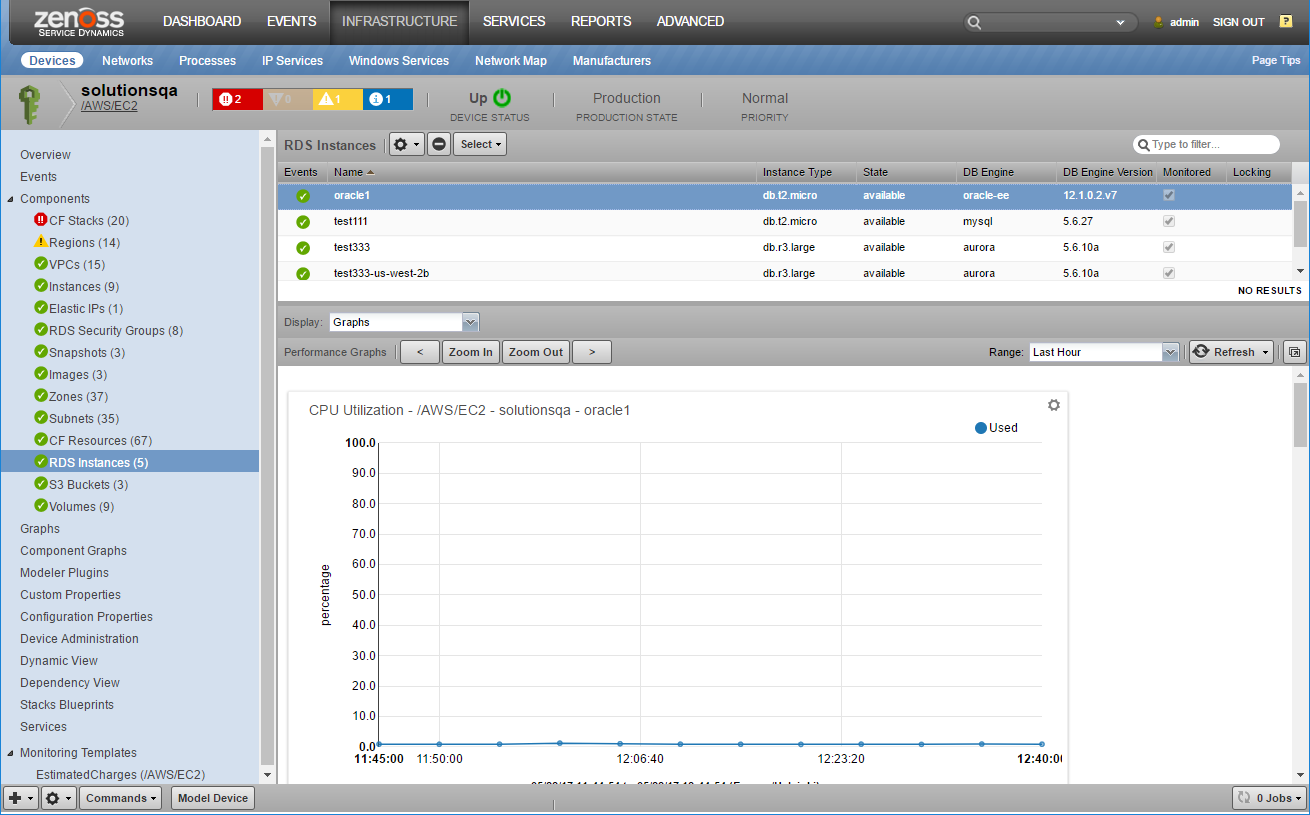 zenoss
SERVICE DYNAMICS
DASHBOARD EVENTS INFRASTRUCTURE SERVICES REPORTS ADVANCED
admin SIGN OUT ?
Devices Networks Processes IP Services Windows Services Network Map Manufacturers
Page Tips
solutionsqa
/AWS/EC2
2 0 1 1
Up
DEVICE STATUS
Production
PRODUCTION STATE
Normal
PRIORITY
Overview
Events
Components
CF Stacks (20)
Regions (14)
VPCs (15)
Instances (9)
Elastic IPs (1)
RDS Security Groups (8)
Snapshots (3)
Images (3)
Zones (37)
Subnets (35)
CF Resources (67)
RDS Instances (5)
S3 Buckets (3)
Volumes (9)
Graphs
Component Graphs
Modeler Plugins
Custom Properties
Configuration Properties
Device Administration
Dynamic View
Dependency View
Stacks Blueprints
Services
Monitoring Templates
EstimatedCharges (/AWS/EC2)
RDS Instances Select Type to filter...
Events Name Instance Type State DB Engine DB Engine Version Monitored Locking
oracle1 db.t2.micro available oracle-ee 12.1.0.2.v7
test111 db.t2.micro available mysql 5.6.27
test333 db.r3.large available aurora 5.6.10a
test333-us-west-2b db.r3.large available aurora 5.6.10a
NO RESULTS
Display: Graphs
Performance Graphs < Zoom In Zoom Out > Range: Last Hour Refresh
CPU Utilization - /AWS/EC2 - solutionsqa - oracle1
Used
percentage
100.0
90.0
80.0
70.0
60.0
50.0
40.0
30.0
20.0
10.0
0.0
11:45:00 11:50:00 12:06:40 12:23:20 12:40:0
Commands Model Device
0 Jobs